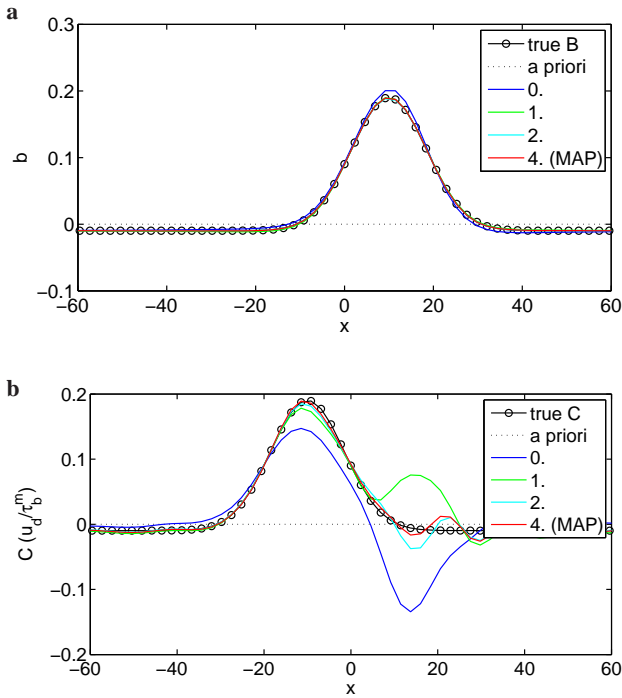 a
0.3
0.2
0.1
0
−0.1
b
−60
−40
−20
0
20
40
60
x
true B
a priori
0.
1.
2.
4. (MAP)
b
0.2
0.1
0
−0.1
−0.2
C (u_d/τ_b^m)
−60
−40
−20
0
20
40
60
x
true C
a priori
0.
1.
2.
4. (MAP)